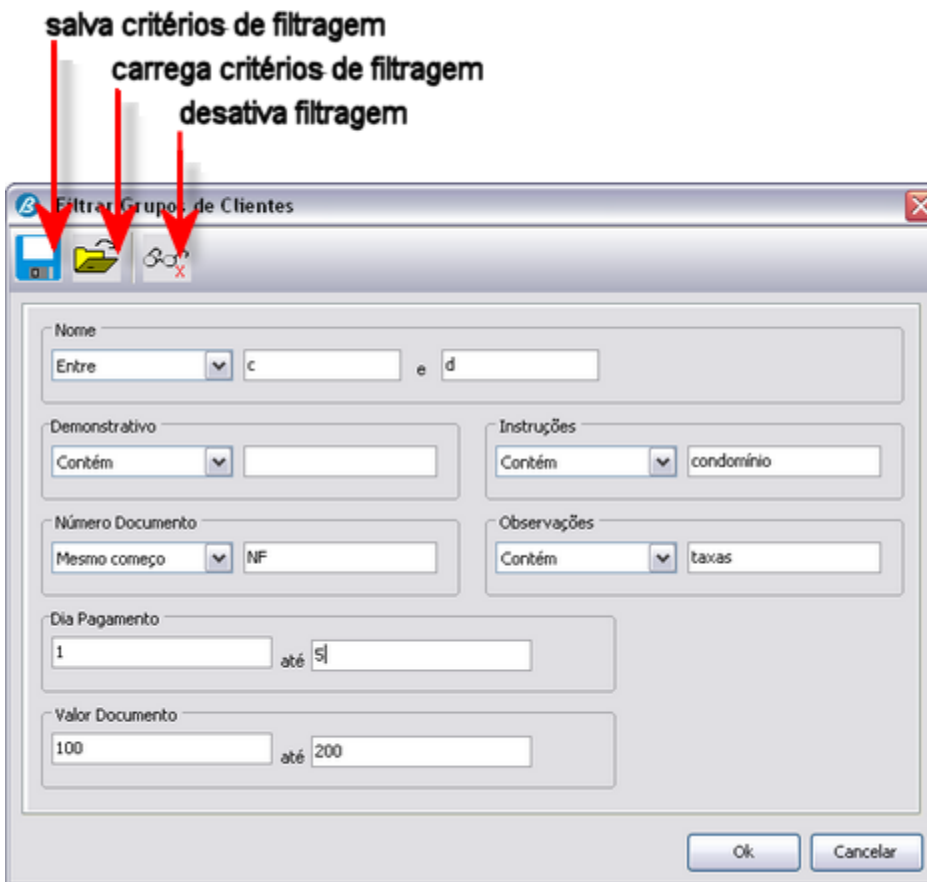 salva critérios de filtragem
carrega critérios de filtragem
desativa filtragem
Filtrar Grupos de Clientes
Nome
Entre c e d
Demonstrativo Instruções
Contém Contém condomínio
Número Documento Observações
Mesmo começo NF Contém taxas
Dia Pagamento
1 até 5
Valor Documento
100 até 200
Ok Cancelar